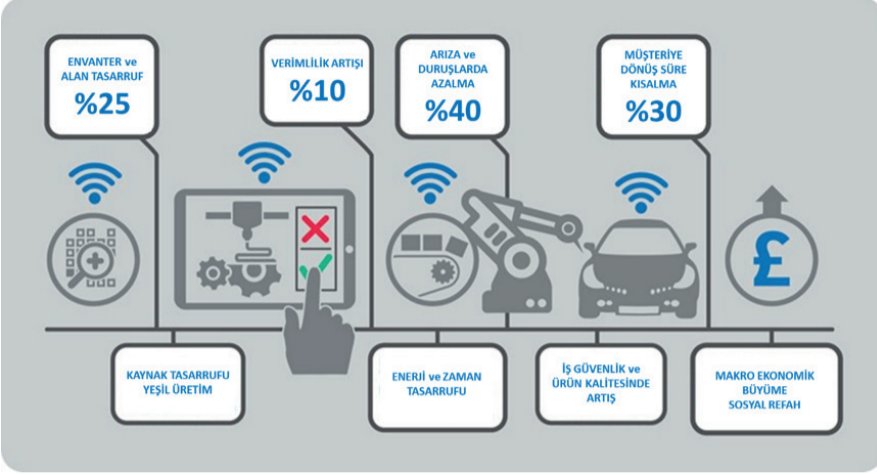 ENVANTER ve
ALAN TASARRUF
%25
VERİMLİLİK ARTIŞI
%10
ARIZA ve
DURUŞLARDA
AZALMA
%40
MÜŞTERİYE
DÖNÜŞ SÜRE
KISALMA
%30
£
KAYNAK TASARRUFU
YEŞİL ÜRETİM
ENERJİ ve ZAMAN
TASARRUFU
İŞ GÜVENLİK ve
ÜRÜN KALİTESİNDE
ARTIŞ
MAKRO EKONOMİK
BÜYÜME
SOSYAL REFAH